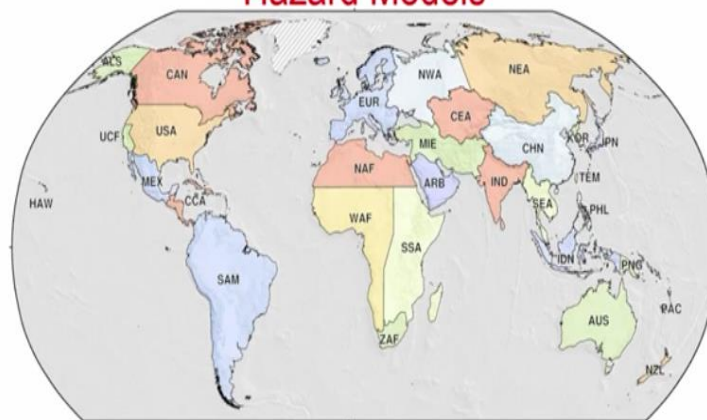 Hazard Models
ALS
CAN
NWA
NEA
EUR
UCF
USA
CEA
KOR
JPN
MIE
CHN
MEX
NAF
ARB
IND
TEM
HAW
CCA
WAF
SEA
PHL
SSA
SAM
IDN
PNG
PAC
AUS
ZAF
NZL